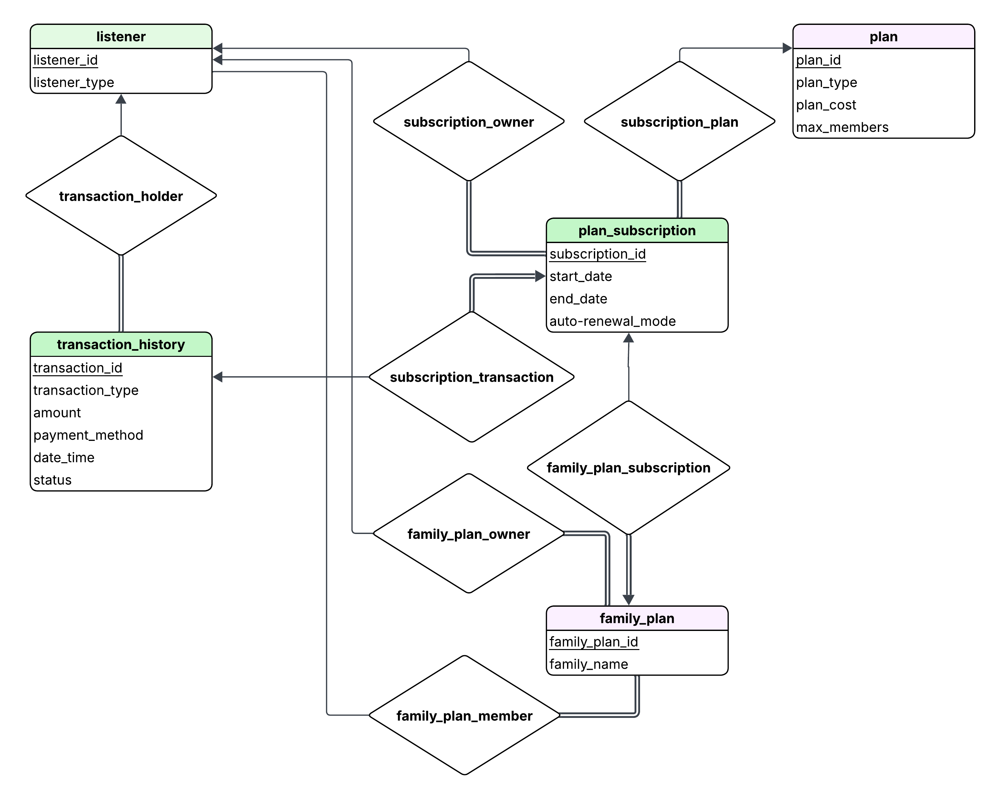 listener
listener_id
listener_type
plan
plan_id
plan_type
plan_cost
max_members
subscription_owner
subscription_plan
transaction_holder
plan_subscription
subscription_id
start_date
end_date
auto-renewal_mode
transaction_history
transaction_id
transaction_type
amount
payment_method
date_time
status
subscription_transaction
family_plan_subscription
family_plan_owner
family_plan
family_plan_id
family_name
family_plan_member